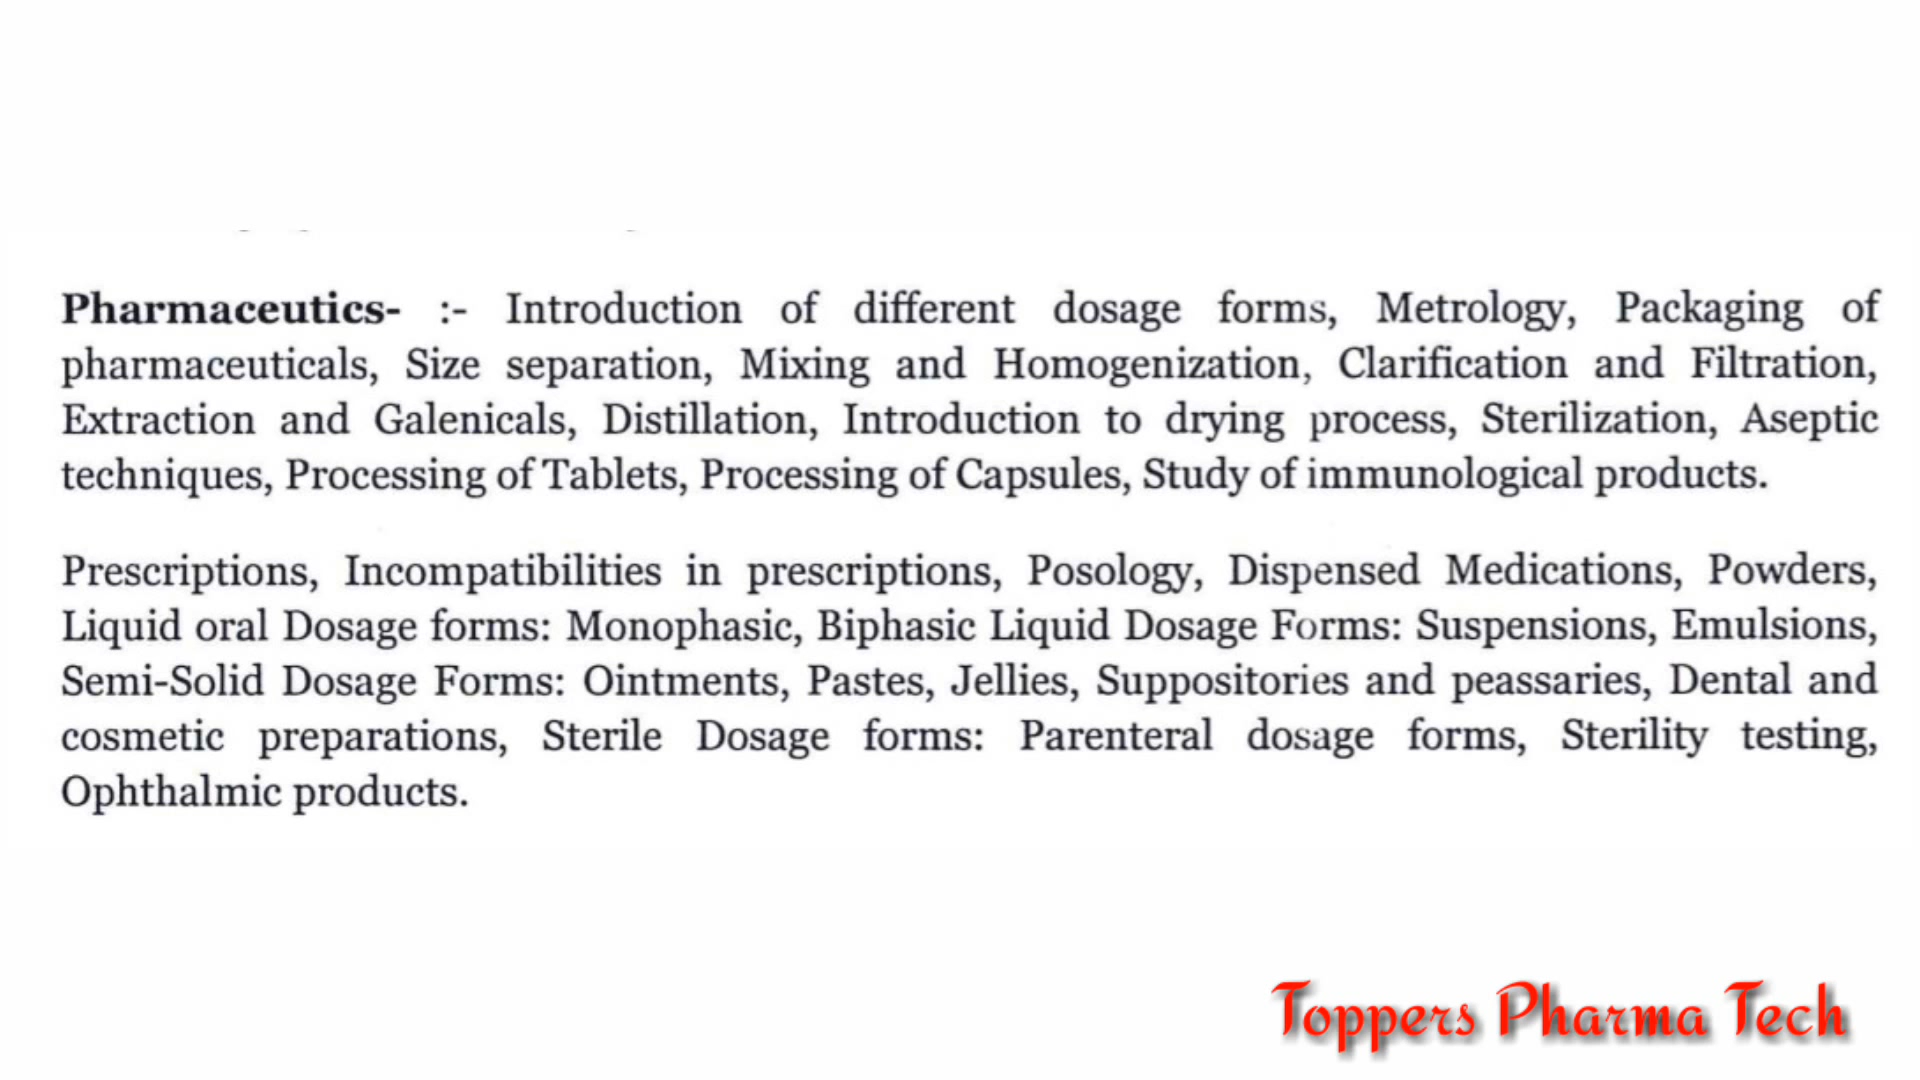 Pharmaceutics- :- Introduction of different dosage forms, Metrology, Packaging of
pharmaceuticals, Size separation, Mixing and Homogenization, Clarification and Filtration,
Extraction and Galenicals, Distillation, Introduction to drying process, Sterilization, Aseptic
techniques, Processing of Tablets, Processing of Capsules, Study of immunological products.
Prescriptions, Incompatibilities in prescriptions, Posology, Dispensed Medications, Powders,
Liquid oral Dosage forms: Monophasic, Biphasic Liquid Dosage Forms: Suspensions, Emulsions,
Semi-Solid Dosage Forms: Ointments, Pastes, Jellies, Suppositories and peassaries, Dental and
cosmetic preparations, Sterile Dosage forms: Parenteral dosage forms, Sterility testing,
Ophthalmic products.
Toppers Pharma Tech